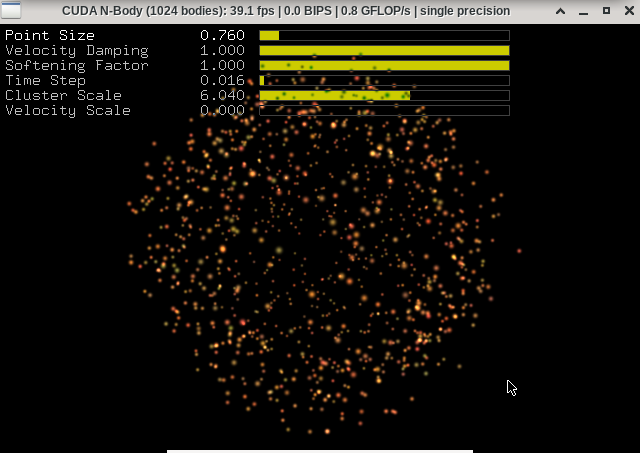 CUDA N-Body (1024 bodies): 39.1 fps | 0.0 BIPS | 0.8 GFLOP/s | single precision
Point Size 0.760
Velocity Damping 1.000
Softening Factor 1.000
Time Step 0.016
Cluster Scale 6.040
Velocity Scale 0.000